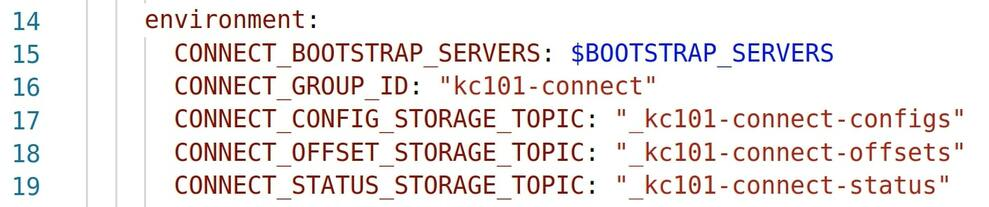 14 environment:
15 CONNECT_BOOTSTRAP_SERVERS: $BOOTSTRAP_SERVERS
16 CONNECT_GROUP_ID: "kc101-connect"
17 CONNECT_CONFIG_STORAGE_TOPIC: "_kc101-connect-configs"
18 CONNECT_OFFSET_STORAGE_TOPIC: "_kc101-connect-offsets"
19 CONNECT_STATUS_STORAGE_TOPIC: "_kc101-connect-status"